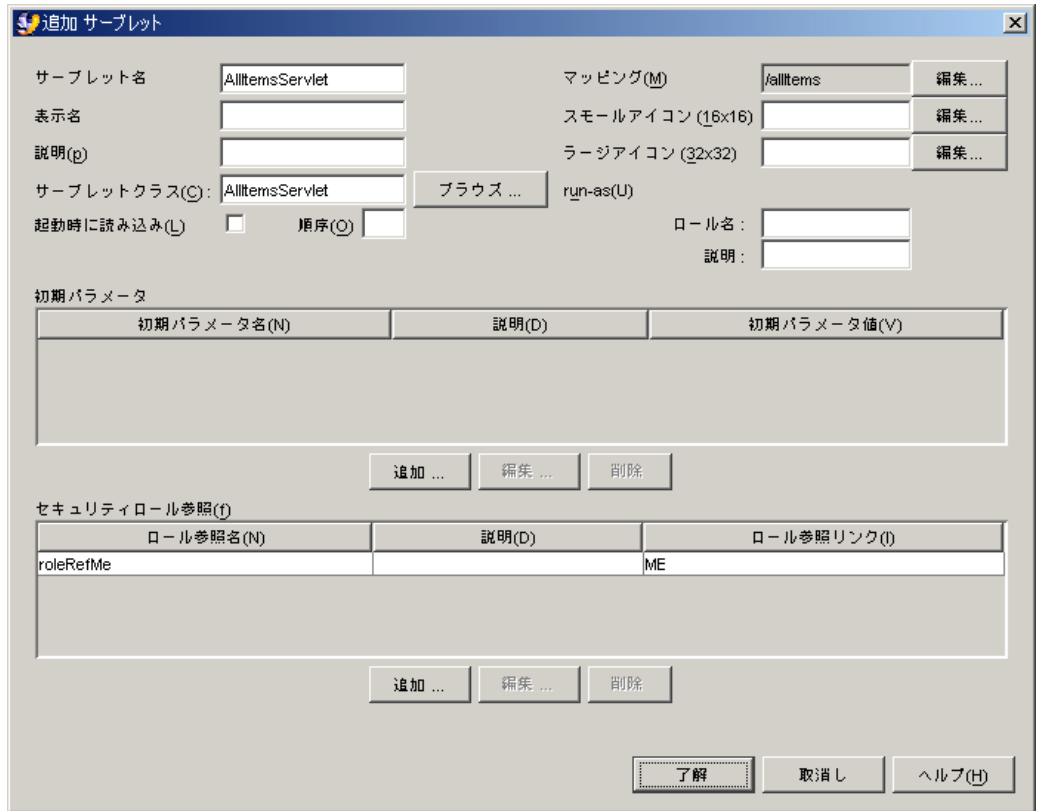 追加 サーブレット
サーブレット名 AllItemsServlet マッピング(M) /allItems 編集...
表示名 スモールアイコン (16x16) 編集...
説明(p) ラージアイコン (32x32) 編集...
サーブレットクラス(C): AllItemsServlet ブラウズ ... run-as(U)
起動時に読み込み(L) 順序(O) ロール名 :
説明 :
初期パラメータ
初期パラメータ名(N) 説明(D) 初期パラメータ値(V)
追加 ... 編集 ... 削除
セキュリティロール参照(f)
ロール参照名(N) 説明(D) ロール参照リンク(I)
roleRefMe ME
追加 ... 編集 ... 削除
了解 取消し ヘルプ(H)